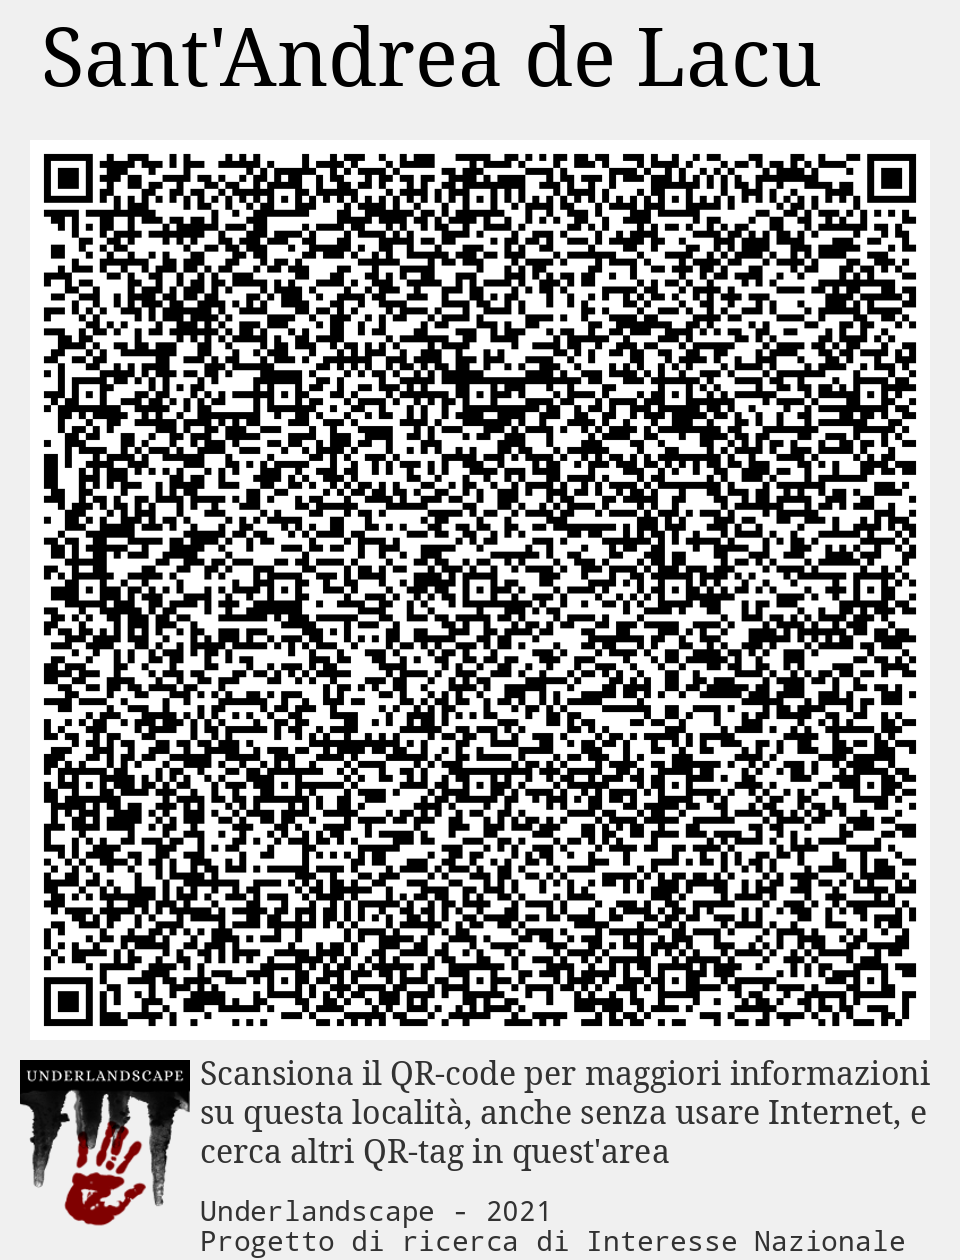 Sant'Andrea de Lacu
UNDERLANDSCAPE
Scansiona il QR-code per maggiori informazioni
su questa località, anche senza usare Internet, e
cerca altri QR-tag in quest'area
Underlandscape - 2021
Progetto di ricerca di Interesse Nazionale